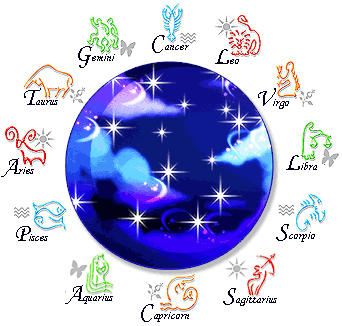 Cancer
Gemini
Leo
Taurus
Virgo
Aries
Libra
Pisces
Scorpio
Aquarius
Sagittarius
Capricorn